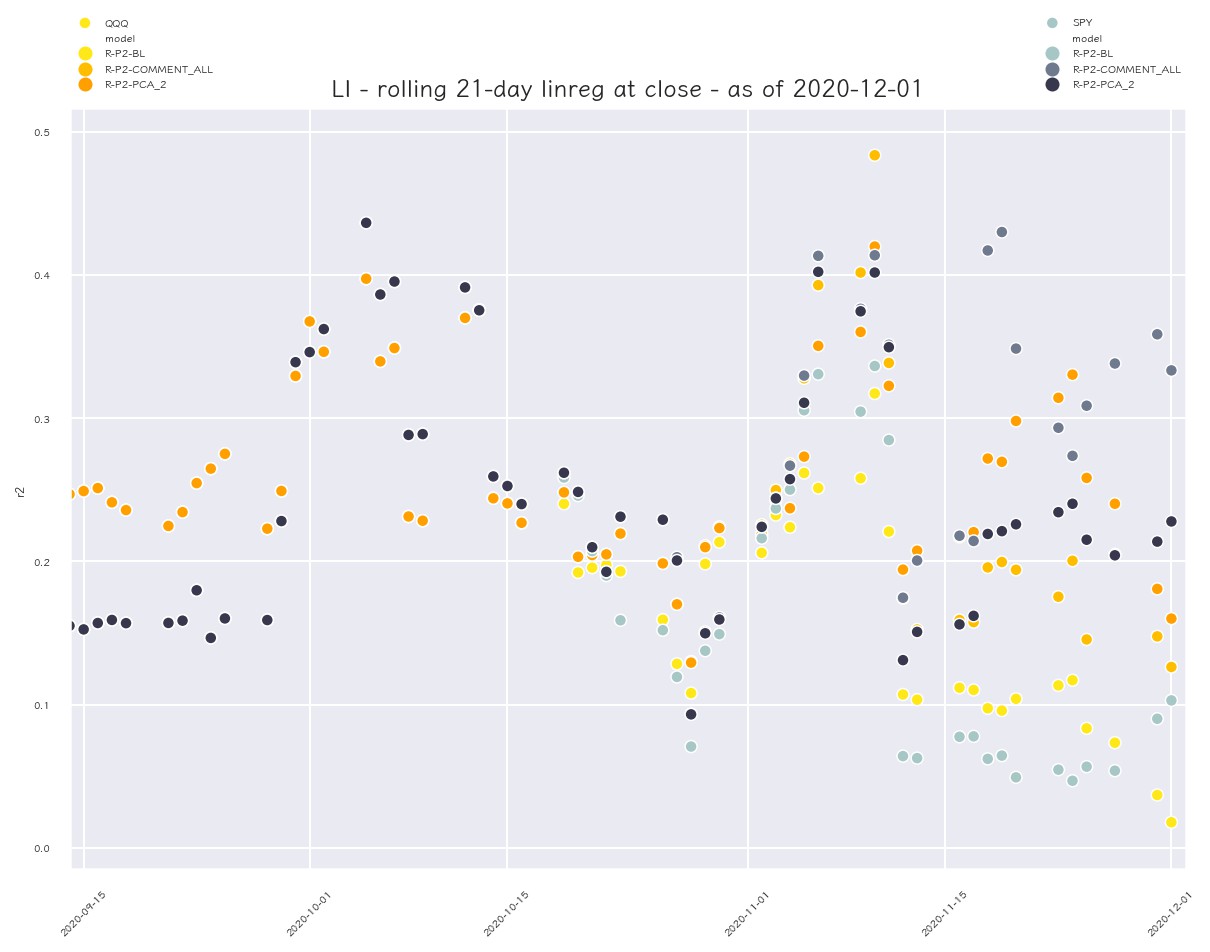 QQQ
model
R-P2-BL
R-P2-COMMENT_ALL
R-P2-PCA_2
SPY
model
R-P2-BL
R-P2-COMMENT_ALL
R-P2-PCA_2
LI - rolling 21-day linreg at close - as of 2020-12-01
0.5
0.4
0.3
0.2
0.1
0.0
r2
2020-09-15
2020-10-01
2020-10-15
2020-11-01
2020-11-15
2020-12-01